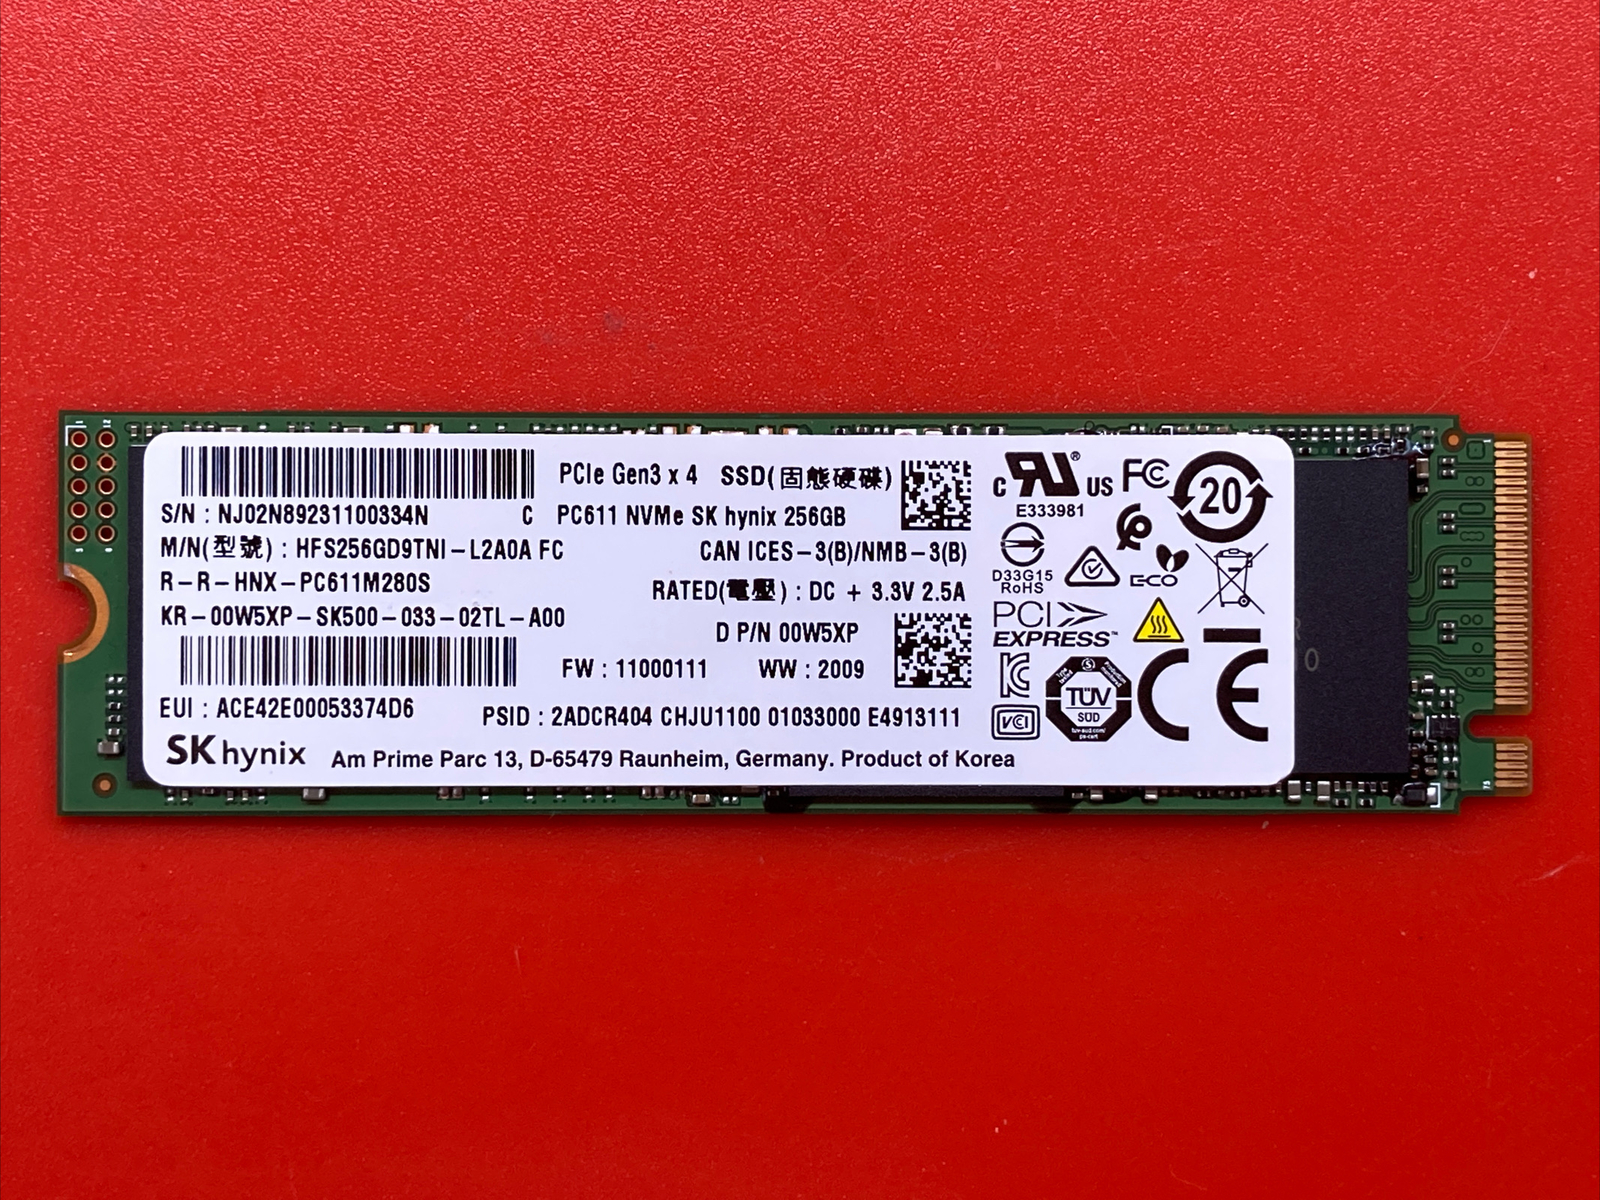 PCIe Gen3 x 4 SSD(固態硬碟)
S/N : NJ02N89231100334N C PC611 NVMe SK hynix 256GB
M/N(型號) : HFS256GD9TNI-L2A0A FC CAN ICES-3(B)/NMB-3(B)
R-R-HNX-PC611M280S RATED(電壓) : DC + 3.3V 2.5A
KR-00W5XP-SK500-033-02TL-A00
D P/N 00W5XP
FW : 11000111 WW : 2009
EUI : ACE42E00053374D6 PSID : 2ADCR404 CHJU1100 01033000 E4913111
SK hynix Am Prime Parc 13, D-65479 Raunheim, Germany. Product of Korea
C RU® US FC 20
E333981
D33G15
RoHS
ECO
PCI
EXPRESS™
TÜV
SÜD
VCI
CE